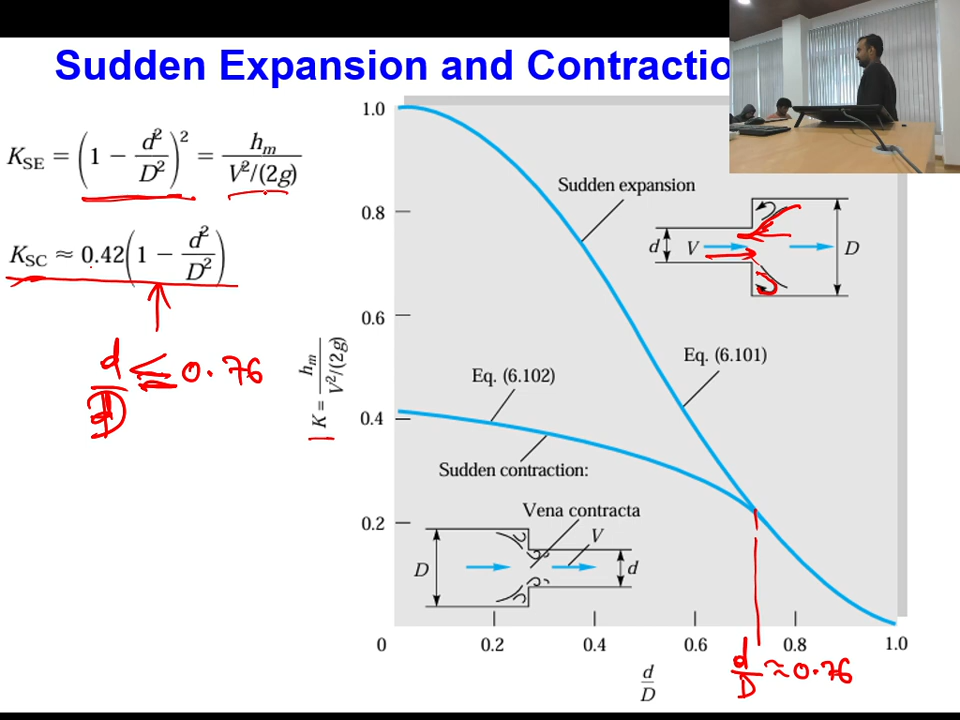 Sudden Expansion and Contractio
K_SE = (1 − d²/D²)² = h_m / V²/(2g)
K_SC ≈ 0.42(1 − d²/D²)
d/D ≤ 0.76
K = h_m / V²/(2g)
1.0
0.8
0.6
0.4
0.2
0
0.2
0.4
0.6
0.8
1.0
d/D
Sudden expansion
d
V
D
Eq. (6.101)
Eq. (6.102)
Sudden contraction:
Vena contracta
V
D
d
d/D ≈ 0.76